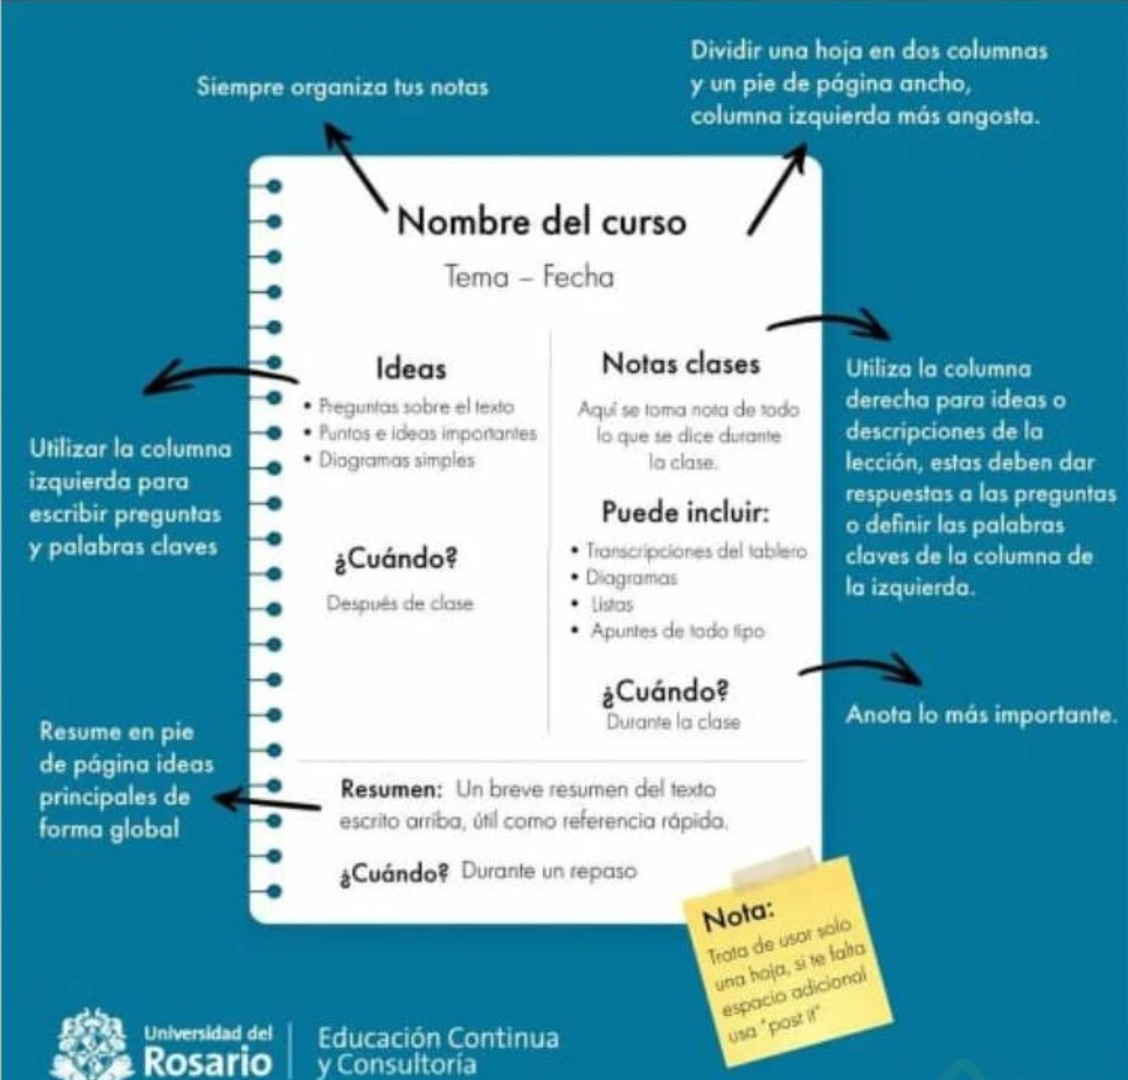 Siempre organiza tus notas
Dividir una hoja en dos columnas
y un pie de página ancho,
columna izquierda más angosta.
Nombre del curso
Tema – Fecha
Ideas
• Preguntas sobre el texto
• Puntos e ideas importantes
• Diagramas simples
¿Cuándo?
Después de clase
Utilizar la columna
izquierda para
escribir preguntas
y palabras claves
Notas clases
Aquí se toma nota de todo
lo que se dice durante
la clase.
Puede incluir:
• Transcripciones del tablero
• Diagramas
• Listas
• Apuntes de todo tipo
¿Cuándo?
Durante la clase
Utiliza la columna
derecha para ideas o
descripciones de la
lección, estas deben dar
respuestas a las preguntas
o definir las palabras
claves de la columna de
la izquierda.
Anota lo más importante.
Resume en pie
de página ideas
principales de
forma global
Resumen: Un breve resumen del texto
escrito arriba, útil como referencia rápida.
¿Cuándo? Durante un repaso
Nota:
Trata de usar solo
una hoja, si te falta
espacio adicional
usa "post it"
Universidad del
Rosario
Educación Continua
y Consultoría